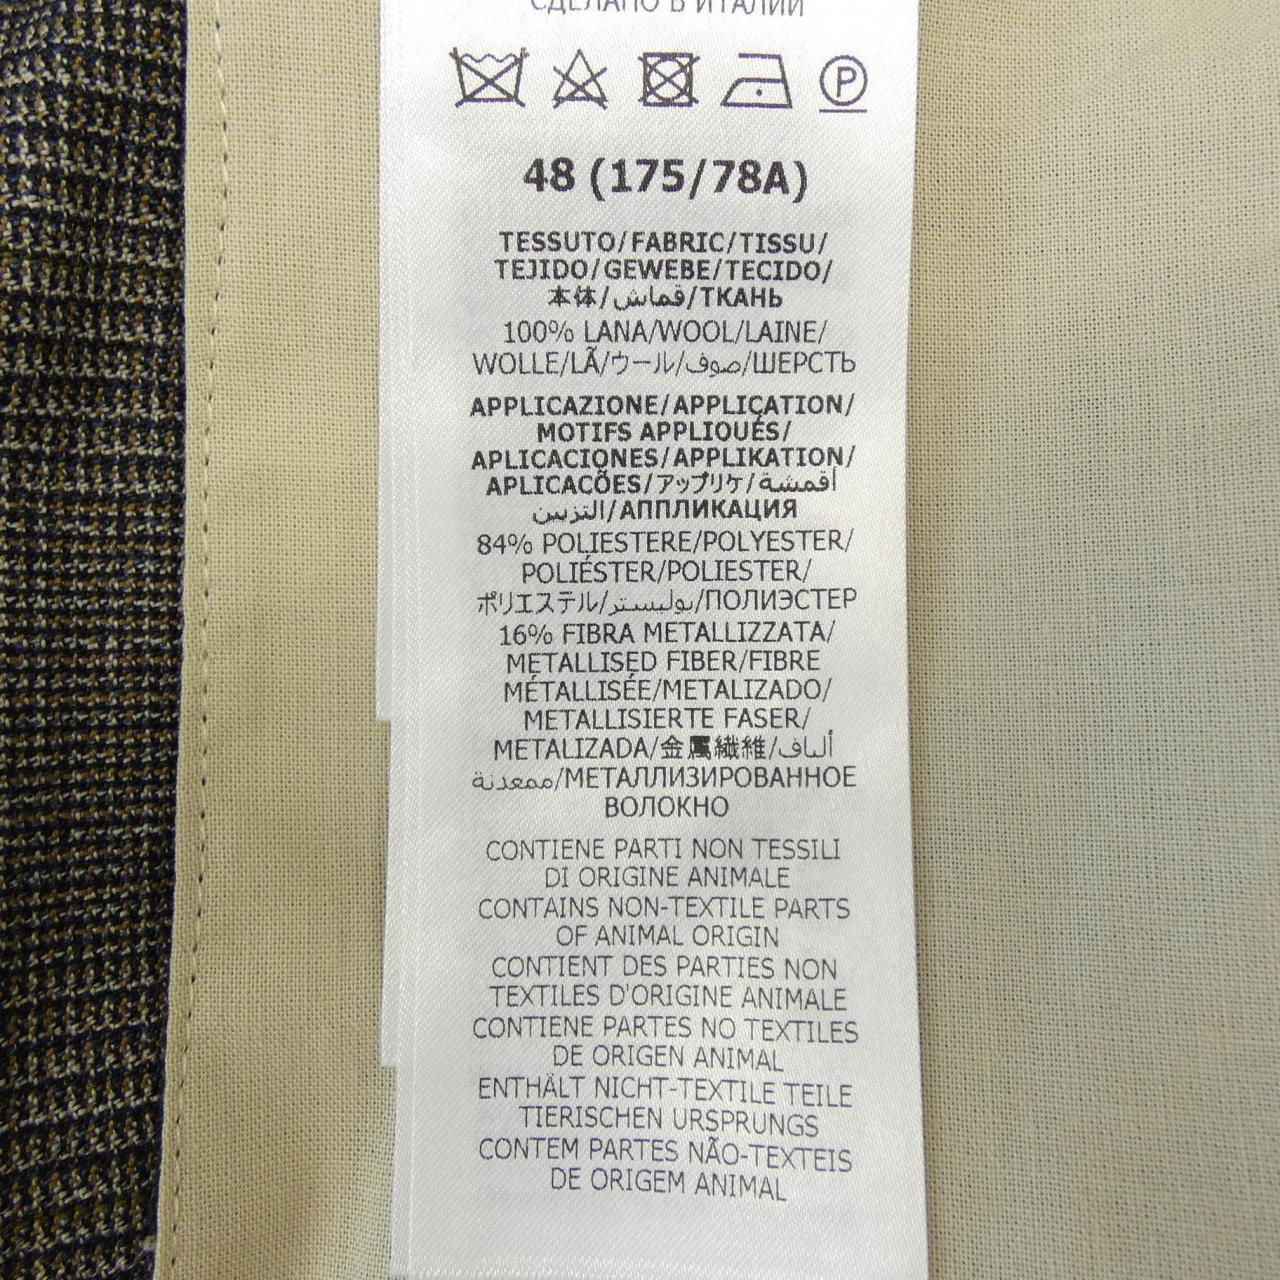 СДЕЛАНО В ИТАЛИИ
P
48 (175/78A)
TESSUTO/FABRIC/TISSU/
TEJIDO/GEWEBE/TECIDO/
本体/قماش/ТКАНЬ
100% LANA/WOOL/LAINE/
WOLLE/LÃ/ウール/صوف/ШЕРСТЬ
APPLICAZIONE/APPLICATION/
MOTIFS APPLIQUÉS/
APLICACIONES/APPLIKATION/
APLICACÕES/アップリケ/أقمشة
التزيين/АППЛИКАЦИЯ
84% POLIESTERE/POLYESTER/
POLIÉSTER/POLIESTER/
ポリエステル/بوليستر/ПОЛИЭСТЕР
16% FIBRA METALLIZZATA/
METALLISED FIBER/FIBRE
MÉTALLISÉE/METALIZADO/
METALLISIERTE FASER/
METALIZADA/金属繊維/ألياف
ممعدنة/МЕТАЛЛИЗИРОВАННОЕ
ВОЛОКНО
CONTIENE PARTI NON TESSILI
DI ORIGINE ANIMALE
CONTAINS NON-TEXTILE PARTS
OF ANIMAL ORIGIN
CONTIENT DES PARTIES NON
TEXTILES D'ORIGINE ANIMALE
CONTIENE PARTES NO TEXTILES
DE ORIGEN ANIMAL
ENTHÄLT NICHT-TEXTILE TEILE
TIERISCHEN URSPRUNGS
CONTEM PARTES NÃO-TEXTEIS
DE ORIGEM ANIMAL